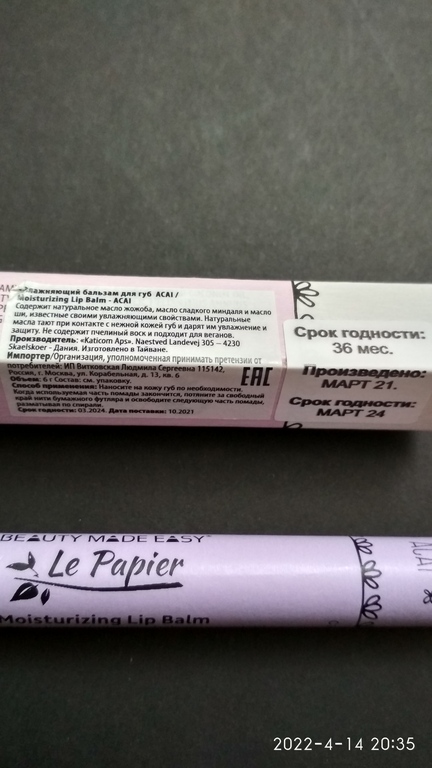 Увлажняющий бальзам для губ ACAI /
Moisturizing Lip Balm - ACAI
Содержит натуральное масло жожоба, масло сладкого миндаля и масло
ши, известные своими увлажняющими свойствами. Натуральные
масла тают при контакте с нежной кожей губ и дарят им увлажнение и
защиту. Не содержит пчелиный воск и подходит для веганов.
Производитель: «Katicom Aps». Naestved Landevej 305 – 4230
Skaelskoer - Дания. Изготовлено в Тайване.
Импортер/Организация, уполномоченная принимать претензии от
потребителей: ИП Витковская Людмила Сергеевна 115142,
Россия, г. Москва, ул. Корабельная, д. 13, кв. 6
Объем: 6 г Состав: см. упаковку.
Способ применения: Наносите на кожу губ по необходимости.
Когда используемая часть помады закончится, потяните за свободный
край нити бумажного футляра и освободите следующую часть помады,
разматывая по спирали.
Срок годности: 03.2024. Дата поставки: 10.2021
EAC
Срок годности:
36 мес.
Произведено:
МАРТ 21.
Срок годности:
МАРТ 24
BEAUTY MADE EASY
Le Papier
Moisturizing Lip Balm
ACAI
2022-4-14 20:35